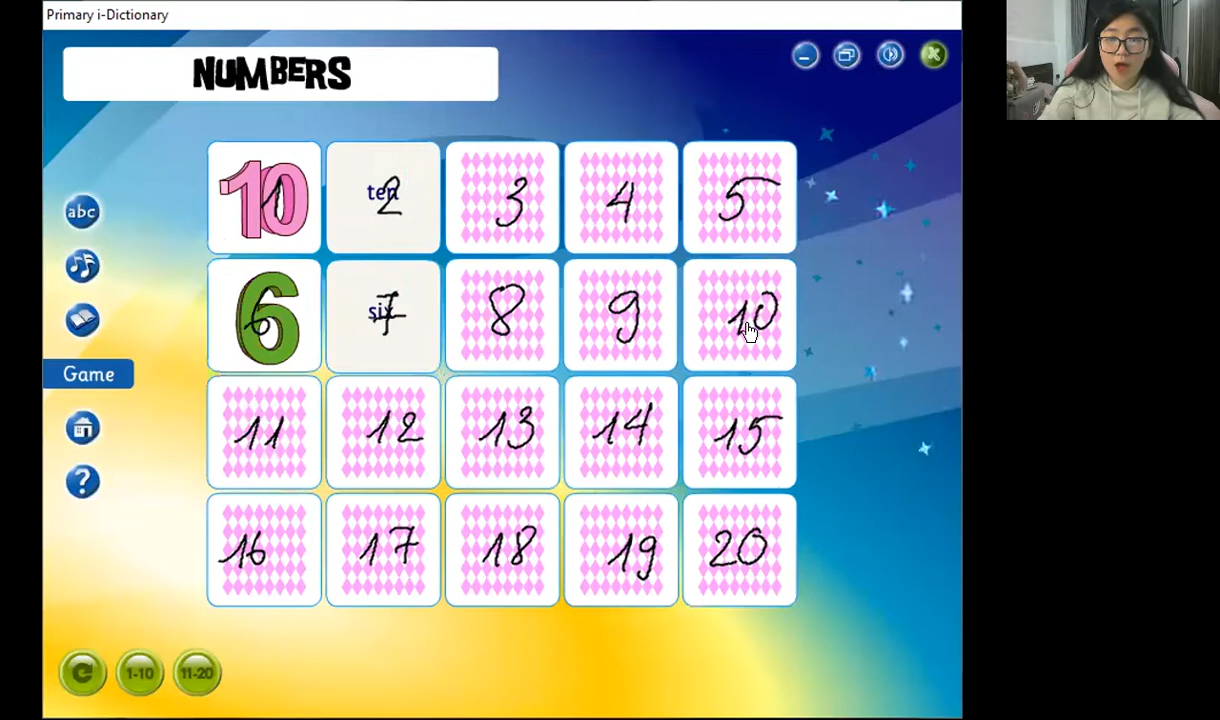 Primary i-Dictionary
NUMBERS
10 1 ten 2 3 4 5
abc
6 6 six 7 8 9 10
Game
11 12 13 14 15
?
16 17 18 19 20
1-10 11-20